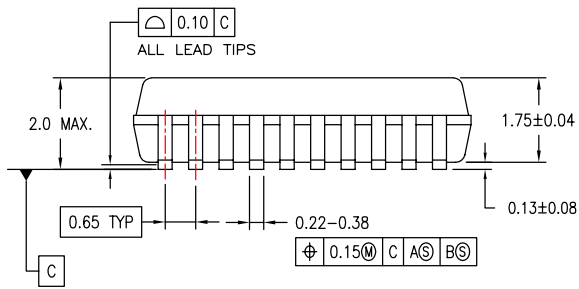 ⌓ 0.10 C
ALL LEAD TIPS
2.0 MAX.
1.75±0.04
0.65 TYP
0.22-0.38
0.13±0.08
⌖ 0.15Ⓜ C AⓈ BⓈ
C